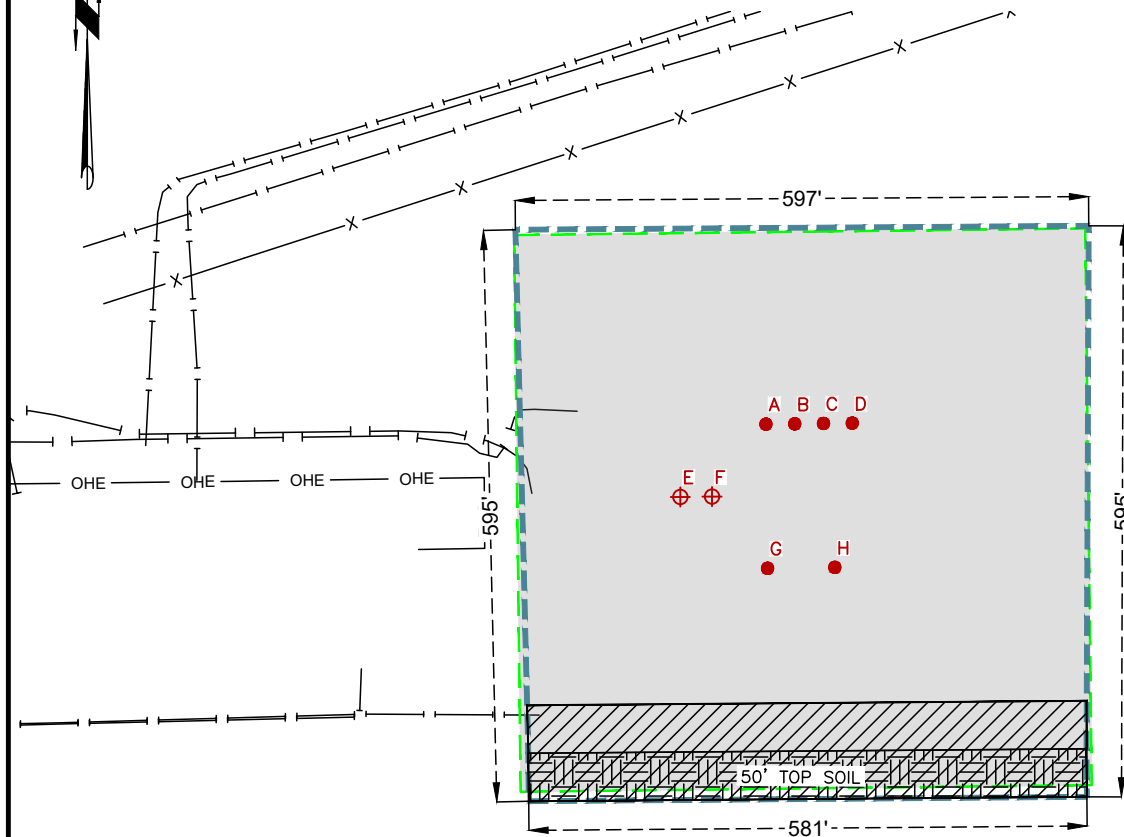 597'
A B C D
OHE OHE OHE OHE
E F
595'
595'
G H
50' TOP SOIL
581'